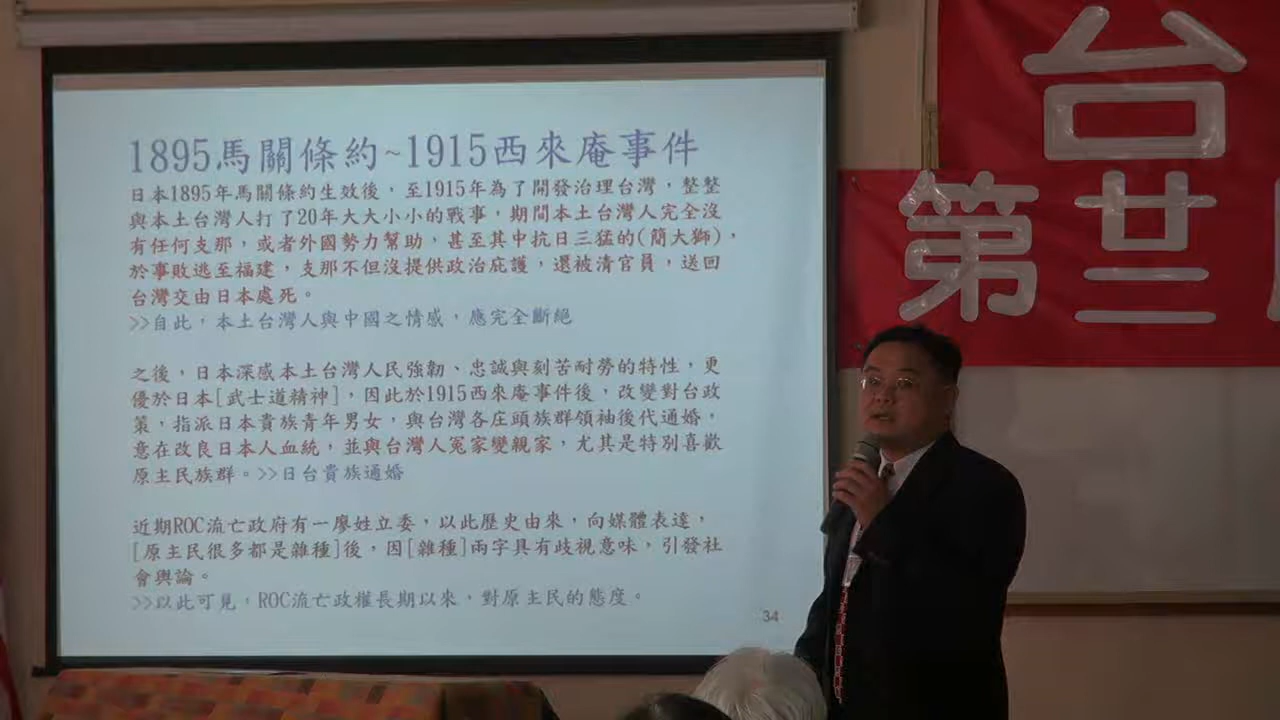 1895馬關條約~1915西來庵事件
日本1895年馬關條約生效後，至1915年為了開發治理台灣，整整
與本土台灣人打了20年大大小小的戰事，期間本土台灣人完全沒
有任何支那，或者外國勢力幫助，甚至其中抗日三猛的(簡大獅)，
於事敗逃至福建，支那不但沒提供政治庇護，還被清官員，送回
台灣交由日本處死。
>>自此，本土台灣人與中國之情感，應完全斷絕
之後，日本深感本土台灣人民強韌、忠誠與刻苦耐勞的特性，更
優於日本[武士道精神]，因此於1915西來庵事件後，改變對台政
策，指派日本貴族青年男女，與台灣各庄頭族群領袖後代通婚，
意在改良日本人血統，並與台灣人冤家變親家，尤其是特別喜歡
原主民族群。>>日台貴族通婚
近期ROC流亡政府有一廖姓立委，以此歷史由來，向媒體表達，
[原主民很多都是雜種]後，因[雜種]兩字具有歧視意味，引發社
會輿論。
>>以此可見，ROC流亡政權長期以來，對原主民的態度。
34
台
第廿二